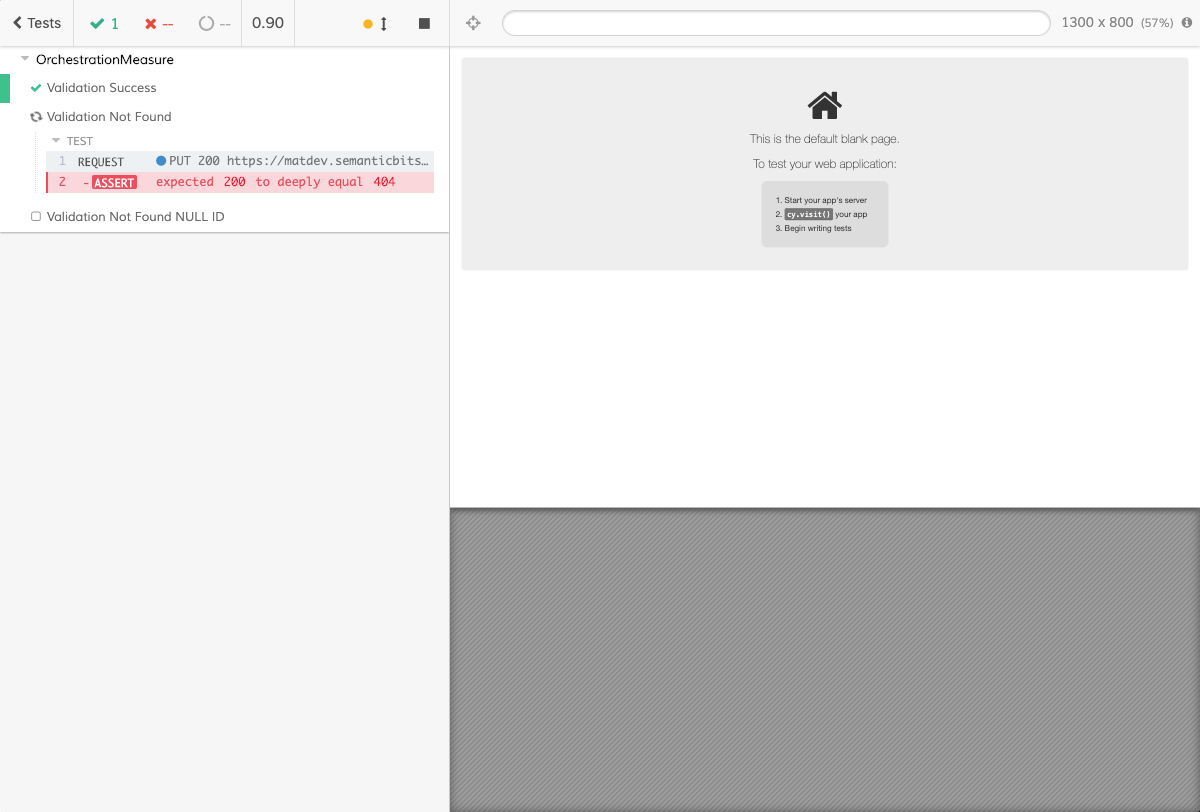 Tests
1
--
--
0.90
1300 x 800 (57%)
OrchestrationMeasure
Validation Success
Validation Not Found
TEST
1 REQUEST PUT 200 https://matdev.semanticbits…
2 -ASSERT expected 200 to deeply equal 404
Validation Not Found NULL ID
This is the default blank page.
To test your web application:
1. Start your app's server
2. cy.visit() your app
3. Begin writing tests